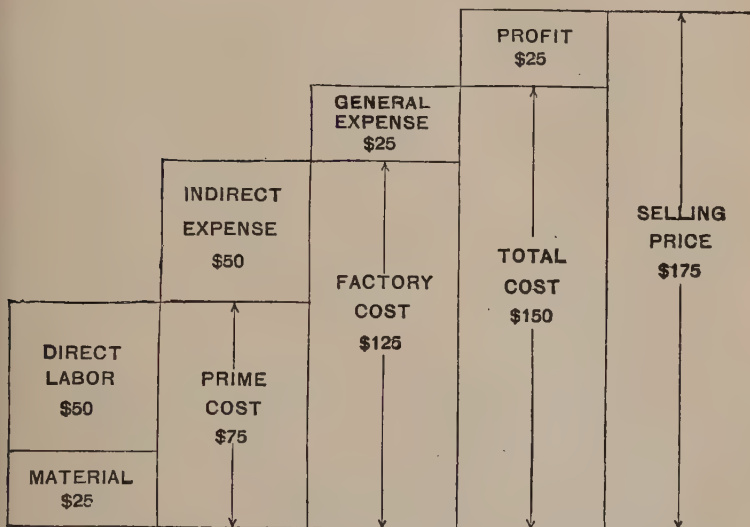 PROFIT
$25
GENERAL
EXPENSE
$25
INDIRECT
EXPENSE
$50
SELLING
PRICE
$175
TOTAL
COST
$150
FACTORY
COST
$125
DIRECT
LABOR
$50
PRIME
COST
$75
MATERIAL
$25